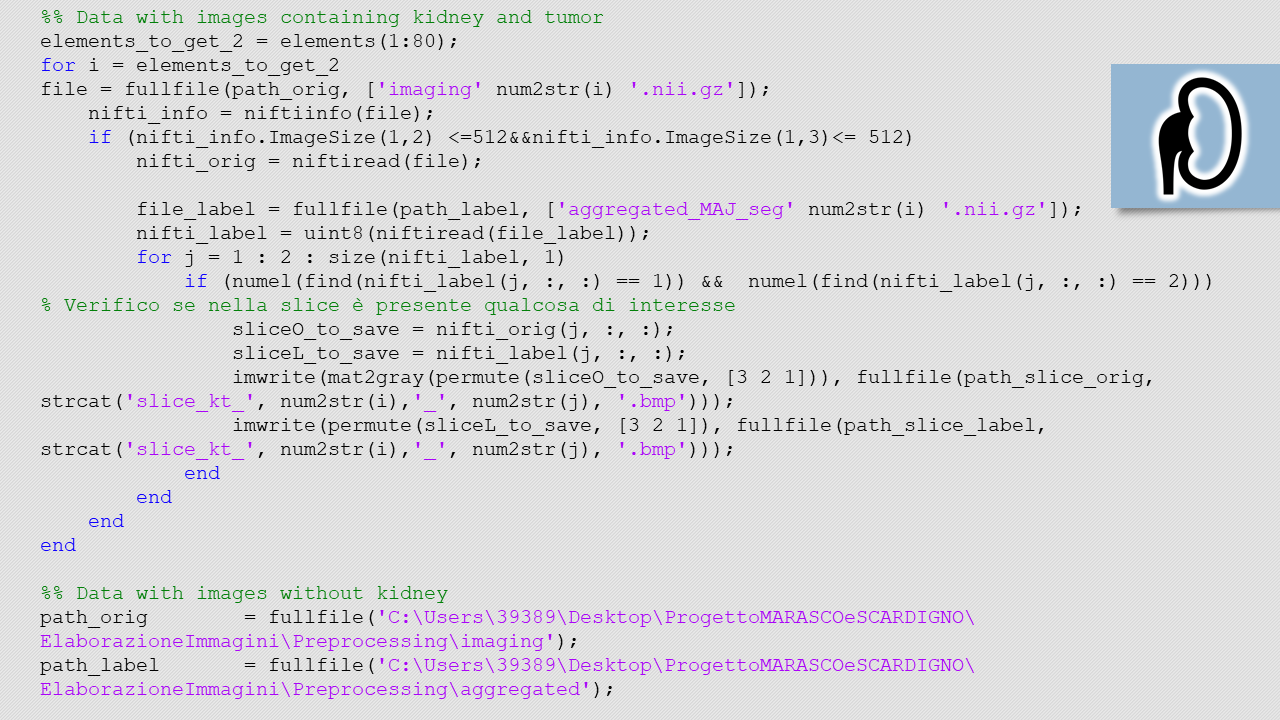 %% Data with images containing kidney and tumor
elements_to_get_2 = elements(1:80);
for i = elements_to_get_2
file = fullfile(path_orig, ['imaging' num2str(i) '.nii.gz']);
    nifti_info = niftiinfo(file);
    if (nifti_info.ImageSize(1,2) <=512&&nifti_info.ImageSize(1,3)<= 512)
        nifti_orig = niftiread(file);

        file_label = fullfile(path_label, ['aggregated_MAJ_seg' num2str(i) '.nii.gz']);
        nifti_label = uint8(niftiread(file_label));
        for j = 1 : 2 : size(nifti_label, 1)
            if (numel(find(nifti_label(j, :, :) == 1)) &&  numel(find(nifti_label(j, :, :) == 2)))
% Verifico se nella slice è presente qualcosa di interesse
                sliceO_to_save = nifti_orig(j, :, :);
                sliceL_to_save = nifti_label(j, :, :);
                imwrite(mat2gray(permute(sliceO_to_save, [3 2 1])), fullfile(path_slice_orig,
strcat('slice_kt_', num2str(i),'_', num2str(j), '.bmp')));
                imwrite(permute(sliceL_to_save, [3 2 1]), fullfile(path_slice_label,
strcat('slice_kt_', num2str(i),'_', num2str(j), '.bmp')));
            end
        end
    end
end

%% Data with images without kidney
path_orig        = fullfile('C:\Users\39389\Desktop\ProgettoMARASCOeSCARDIGNO\
ElaborazioneImmagini\Preprocessing\imaging');
path_label       = fullfile('C:\Users\39389\Desktop\ProgettoMARASCOeSCARDIGNO\
ElaborazioneImmagini\Preprocessing\aggregated');